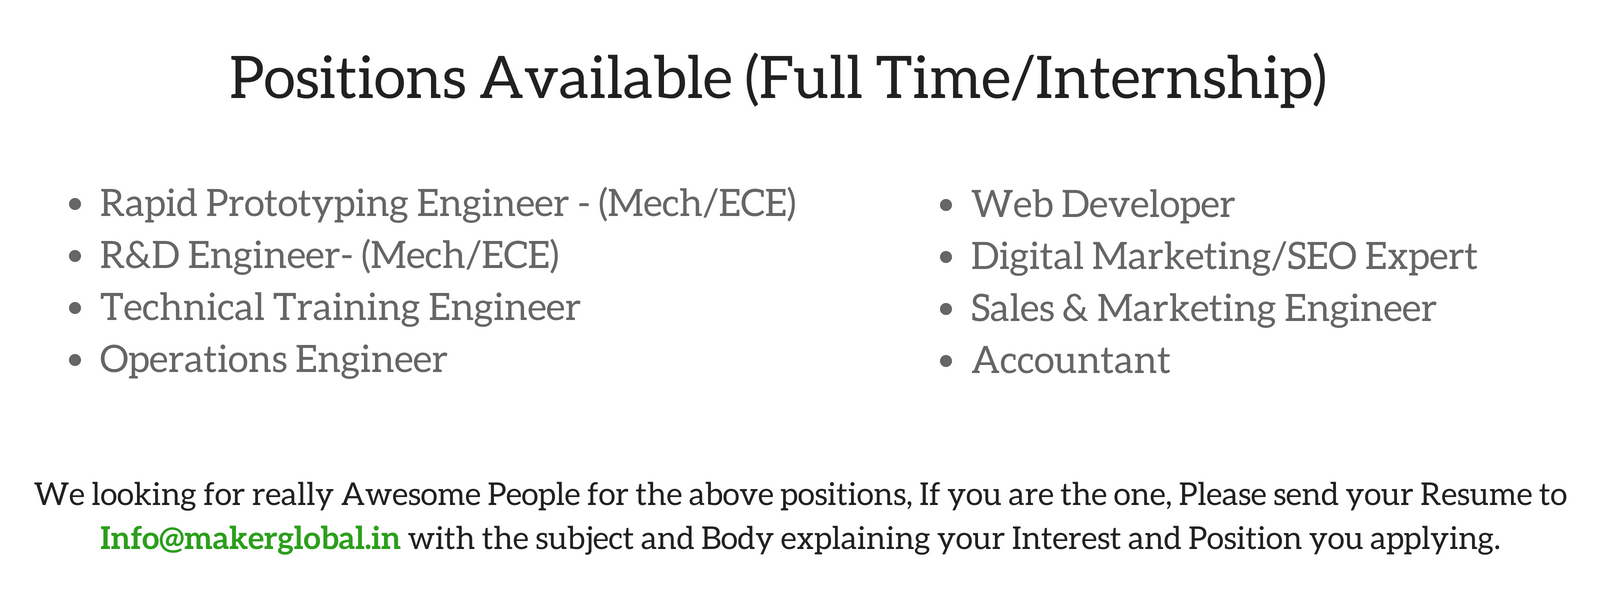 Positions Available (Full Time/Internship)
• Rapid Prototyping Engineer - (Mech/ECE)
• R&D Engineer- (Mech/ECE)
• Technical Training Engineer
• Operations Engineer
• Web Developer
• Digital Marketing/SEO Expert
• Sales & Marketing Engineer
• Accountant
We looking for really Awesome People for the above positions, If you are the one, Please send your Resume to
Info@makerglobal.in with the subject and Body explaining your Interest and Position you applying.